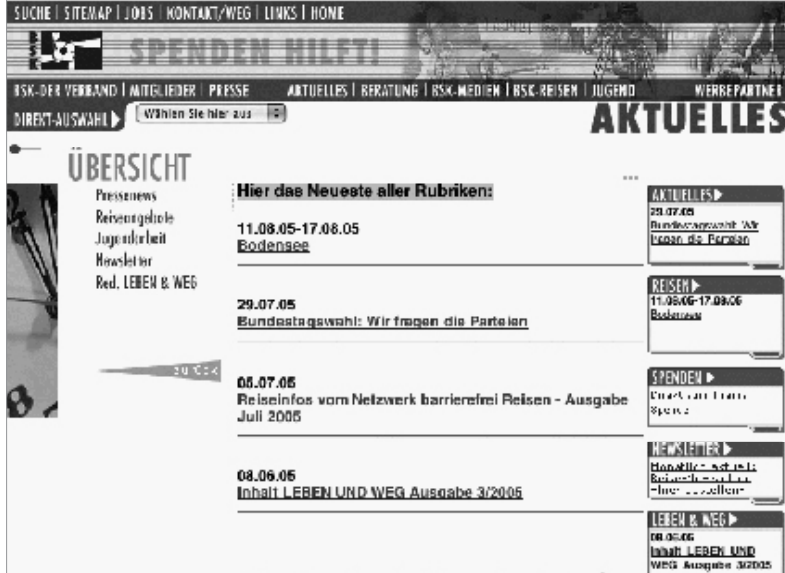 SUCHE | SITEMAP | JOBS | KONTAKT/WEG | LINKS | HOME
SPENDEN HILFT!
BSK-DER VERBAND | MITGLIEDER | PRESSE AKTUELLES | BERATUNG | BSK-MEDIEN | BSK-REISEN | JUGEND WERBEPARTNER
DIREKT-AUSWAHL Wählen Sie hier aus
AKTUELLES
ÜBERSICHT
Pressenews
Reiseangebote
Jugendarbeit
Newsletter
Red. LEBEN & WEG
zurück
Hier das Neueste aller Rubriken:
11.08.05-17.08.05
Bodensee
29.07.05
Bundestagswahl: Wir fragen die Parteien
05.07.05
Reiseinfos vom Netzwerk barrierefrei Reisen - Ausgabe
Juli 2005
08.06.05
Inhalt LEBEN UND WEG Ausgabe 3/2005
AKTUELLES
29.07.05
Bundestagswahl: Wir
fragen die Parteien
REISEN
11.08.05-17.08.05
Bodensee
SPENDEN
Spende
NEWSLETTER
Monatlich aktuell:
LEBEN & WEG
08.06.05
Inhalt LEBEN UND
WEG Ausgabe 3/2005